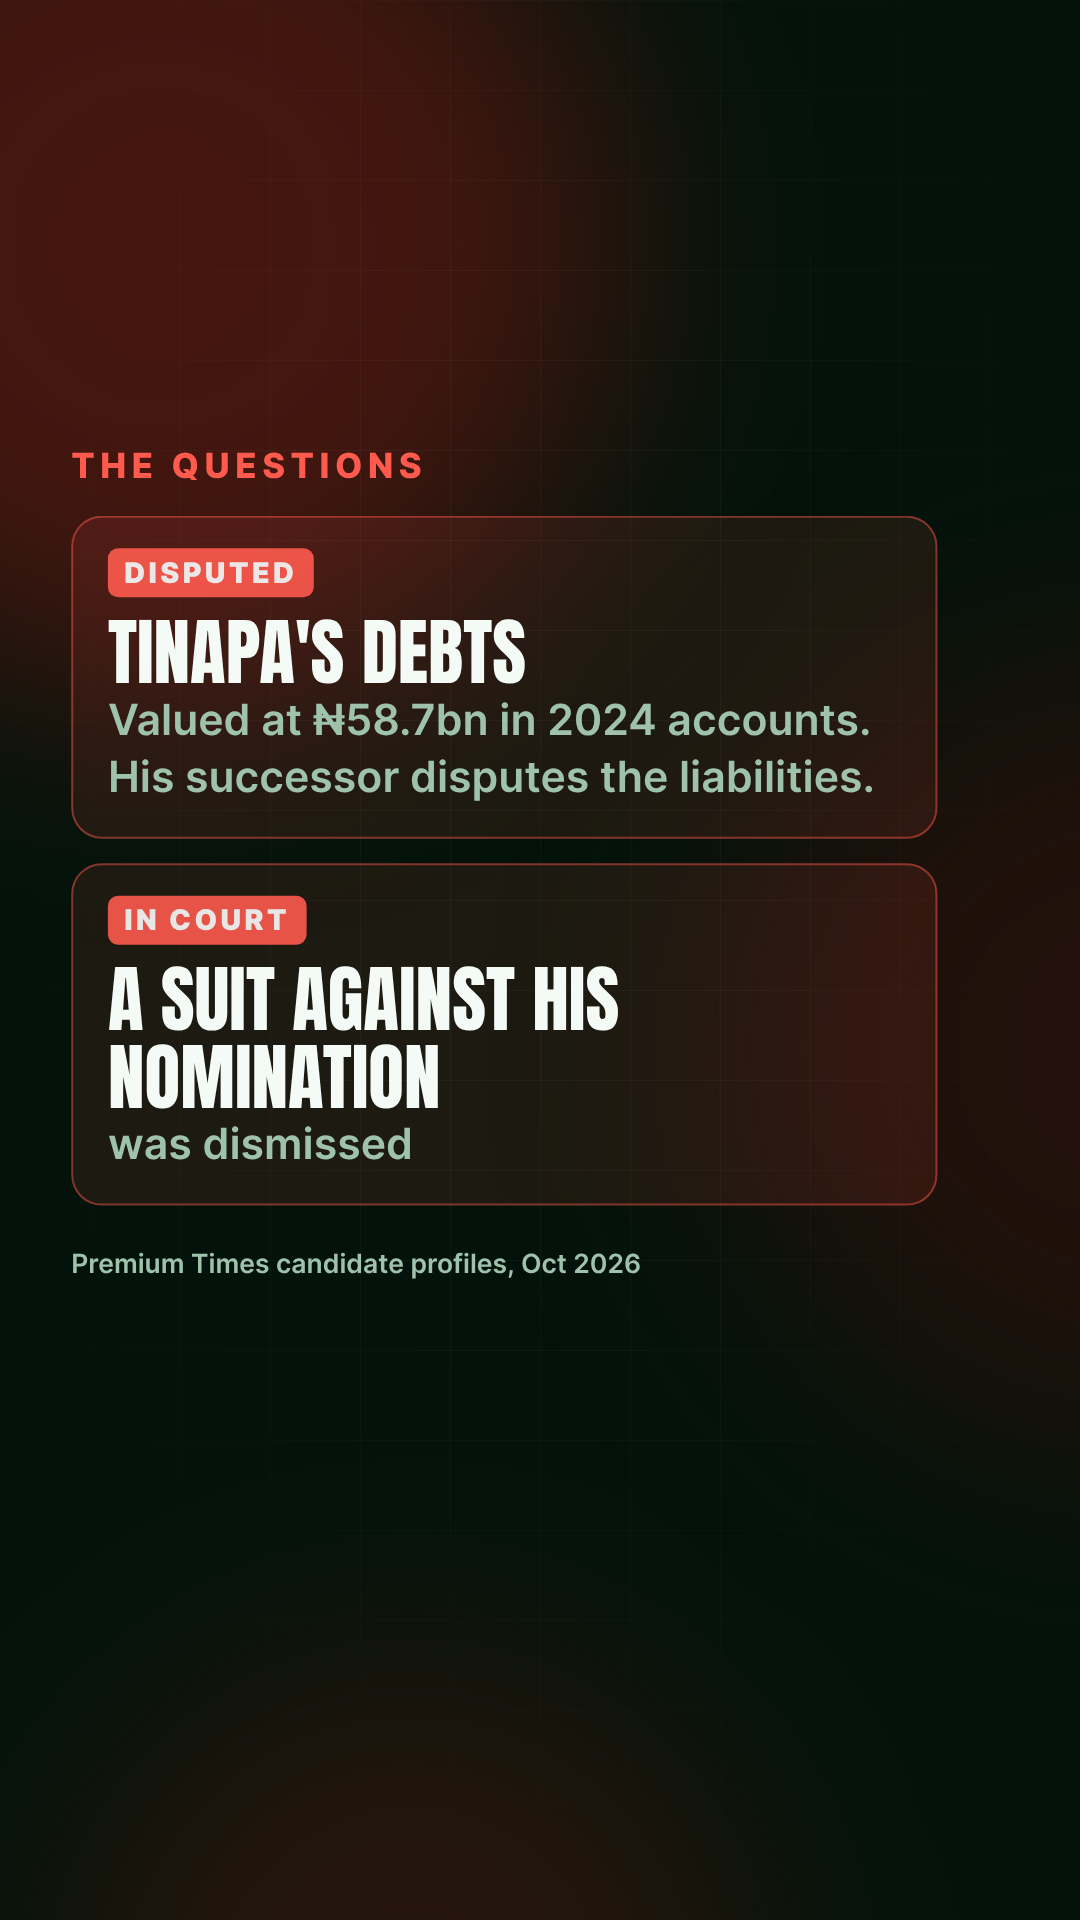 THE QUESTIONS
DISPUTED
TINAPA'S DEBTS
Valued at ₦58.7bn in 2024 accounts.
His successor disputes the liabilities.
IN COURT
A SUIT AGAINST HIS
NOMINATION
was dismissed
Premium Times candidate profiles, Oct 2026